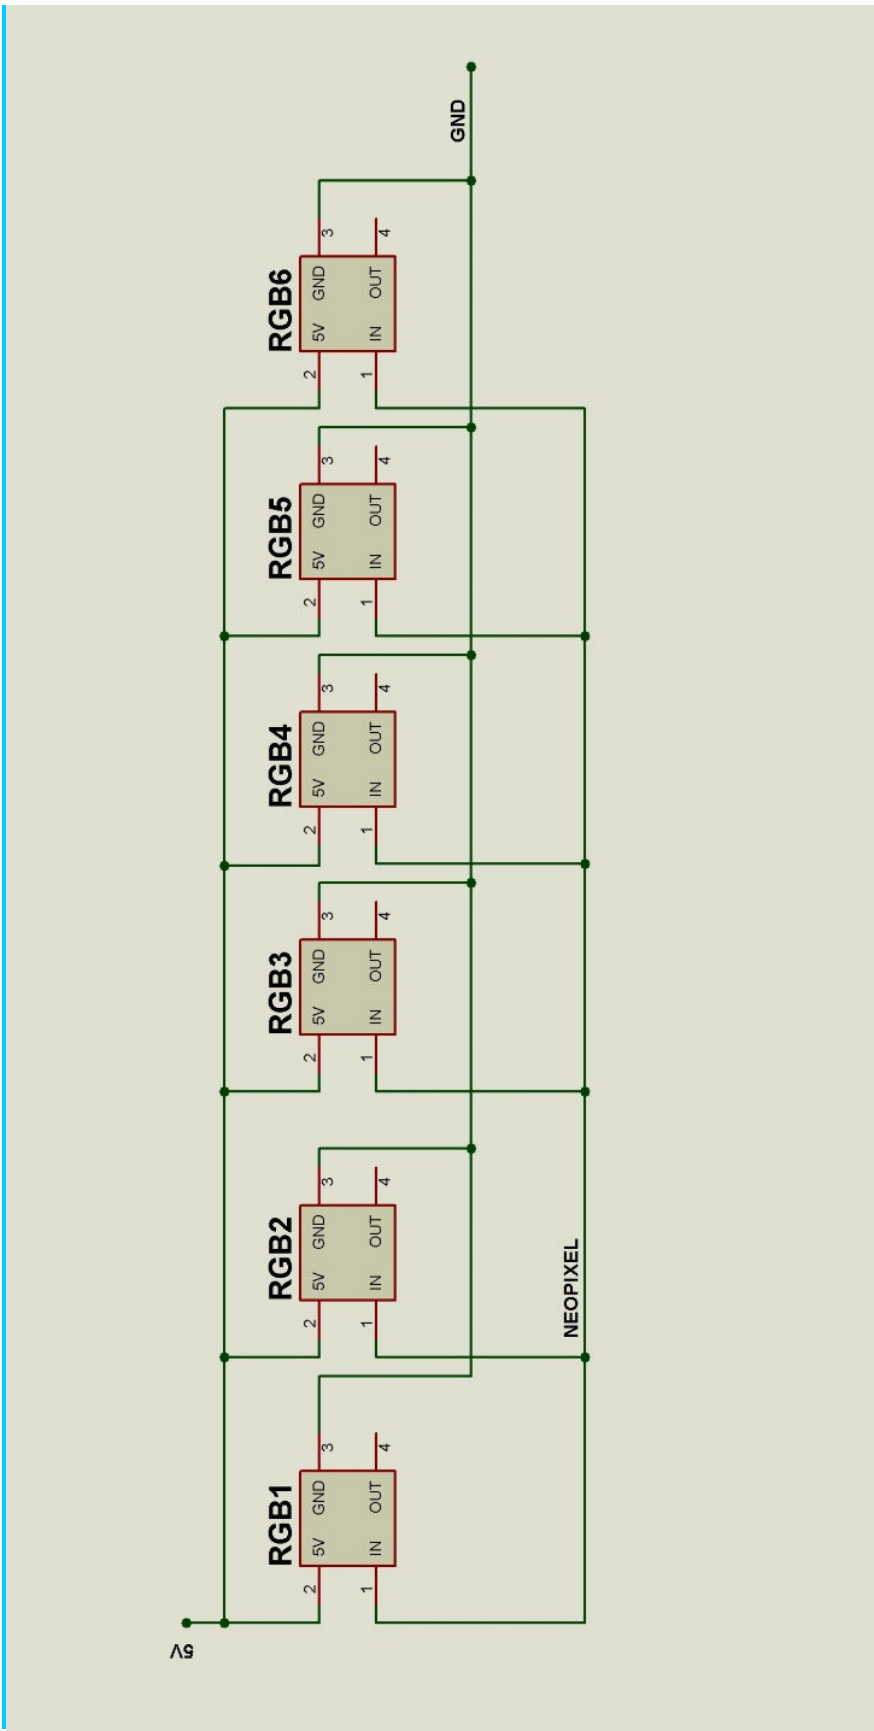 GND
RGB6
5V GND
IN OUT
2
3
1
4
RGB5
5V GND
IN OUT
2
3
1
4
RGB4
5V GND
IN OUT
2
3
1
4
RGB3
5V GND
IN OUT
2
3
1
4
RGB2
5V GND
IN OUT
2
3
1
4
NEOPIXEL
RGB1
5V GND
IN OUT
2
3
1
4
5V